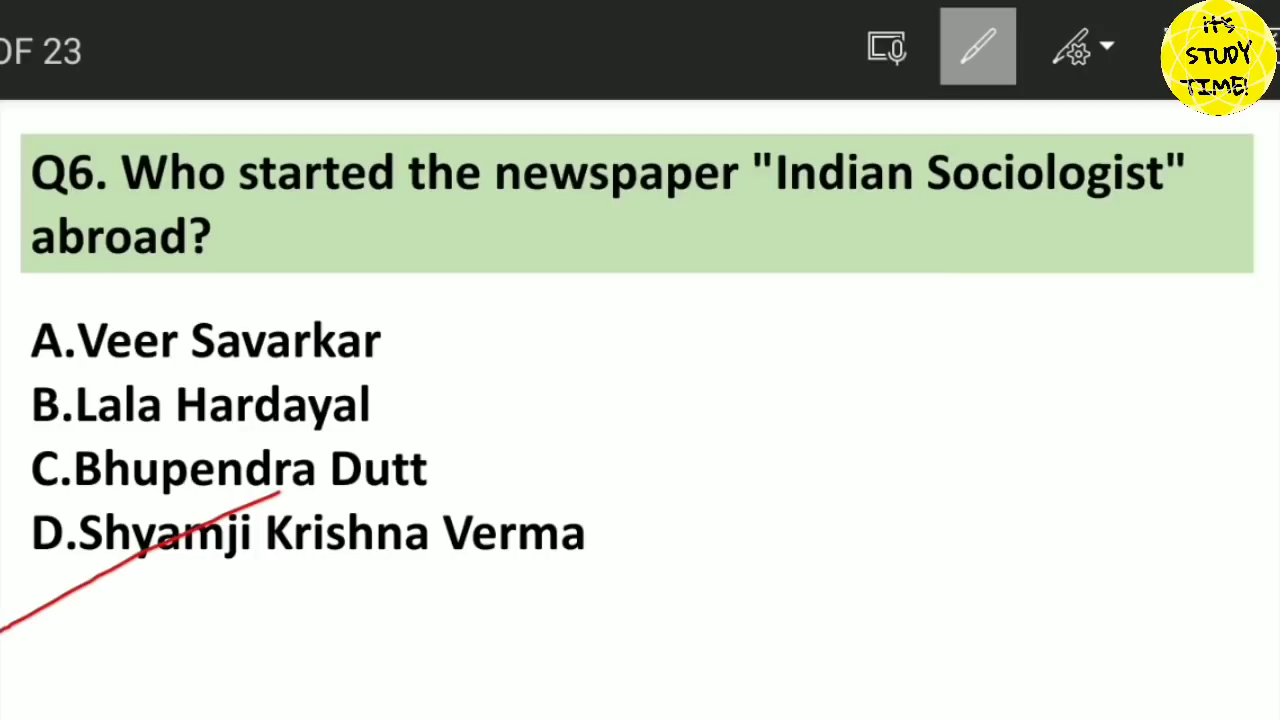 OF 23
iTS
STUDY
TIME!
Q6. Who started the newspaper "Indian Sociologist"
abroad?
A.Veer Savarkar
B.Lala Hardayal
C.Bhupendra Dutt
D.Shyamji Krishna Verma